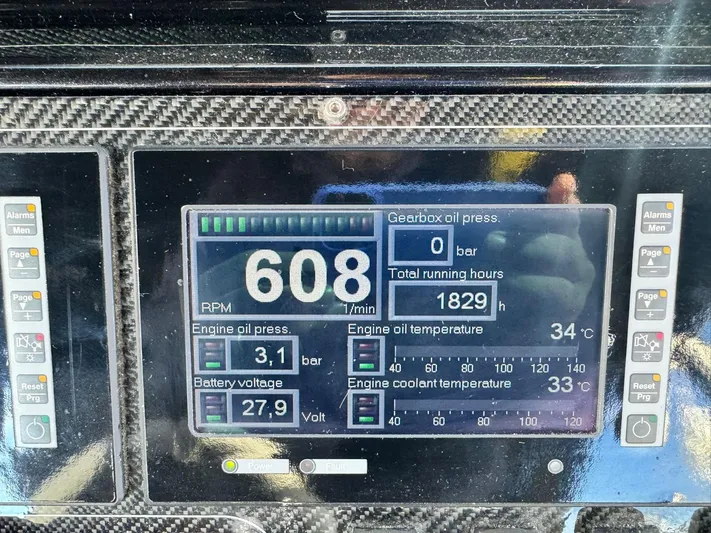 Alarms
Men
Page
▲ −
Page
▼ +
Reset
Prg
Gearbox oil press.
0 bar
608
RPM 1/min
Total running hours
1829 h
Engine oil press.
3,1 bar
Engine oil temperature 34 °C
40 60 80 100 120 140
Battery voltage
27,9 Volt
Engine coolant temperature 33 °C
40 60 80 100 120
Power
Alarms
Men
Page
▲ −
Page
▼ +
Reset
Prg